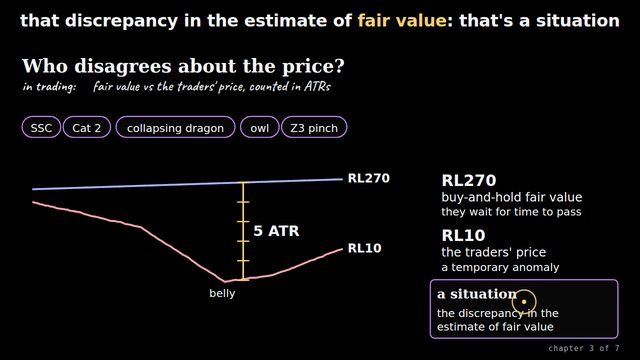 that discrepancy in the estimate of fair value: that's a situation
Who disagrees about the price?
in trading: fair value vs the traders' price, counted in ATRs
SSC
Cat 2
collapsing dragon
owl
Z3 pinch
RL270
5 ATR
RL10
belly
RL270
buy-and-hold fair value
they wait for time to pass
RL10
the traders' price
a temporary anomaly
a situation
the discrepancy in the
estimate of fair value
chapter 3 of 7